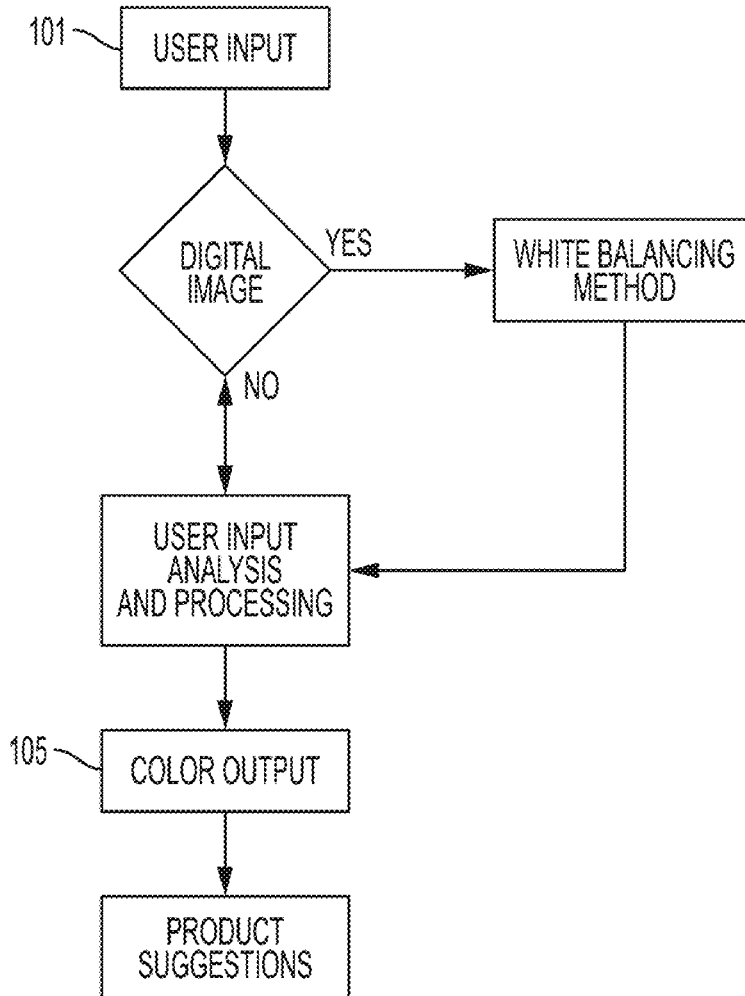 101
USER INPUT
DIGITAL
IMAGE
YES
WHITE BALANCING
METHOD
NO
USER INPUT
ANALYSIS
AND PROCESSING
105
COLOR OUTPUT
PRODUCT
SUGGESTIONS